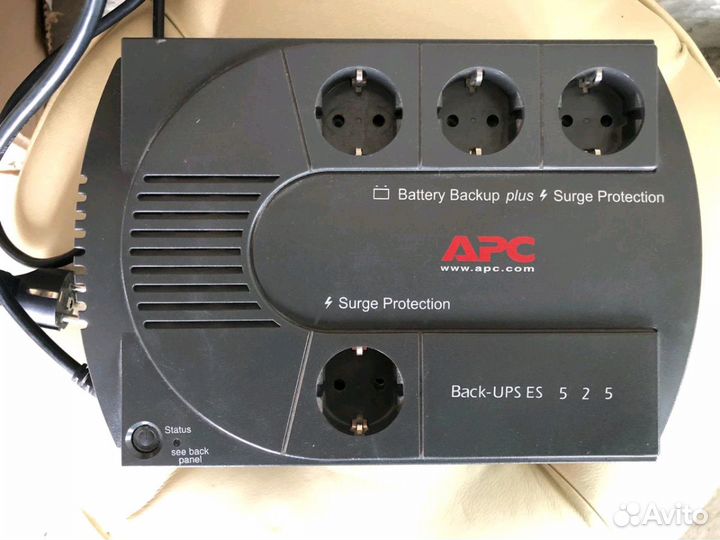 Battery Backup plus Surge Protection
APC
www.apc.com
Surge Protection
Back-UPS ES 5 2 5
Status
see back
panel
Avito